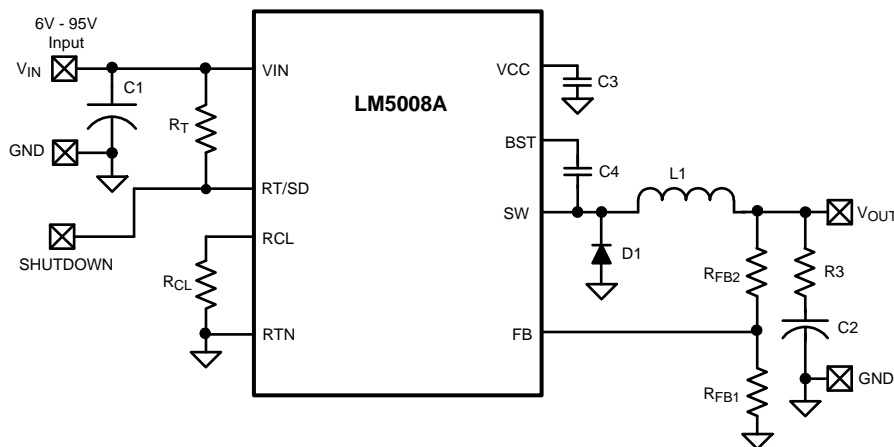 6V - 95V
Input
VIN
C1
GND
RT
SHUTDOWN
RCL
VIN
RT/SD
RCL
RTN
LM5008A
VCC
BST
SW
FB
C3
C4
L1
D1
VOUT
RFB2
R3
C2
GND
RFB1